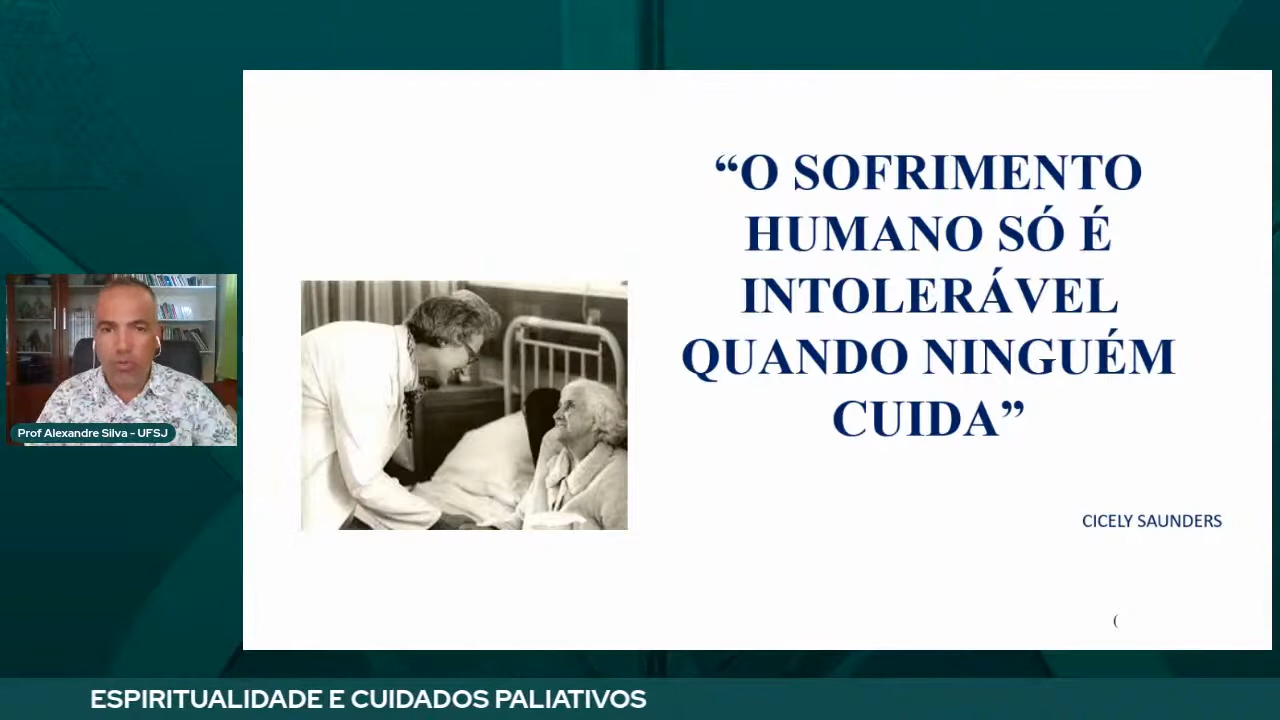 “O SOFRIMENTO
HUMANO SÓ É
INTOLERÁVEL
QUANDO NINGUÉM
CUIDA”
CICELY SAUNDERS
(
Prof Alexandre Silva - UFSJ
ESPIRITUALIDADE E CUIDADOS PALIATIVOS